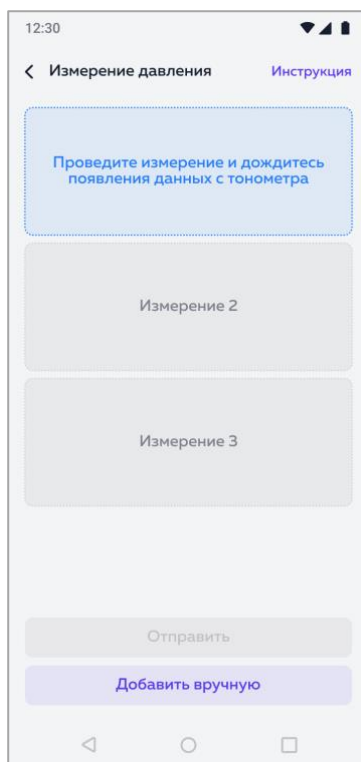 12:30
Измерение давления
Инструкция
Проведите измерение и дождитесь
появления данных с тонометра
Измерение 2
Измерение 3
Отправить
Добавить вручную